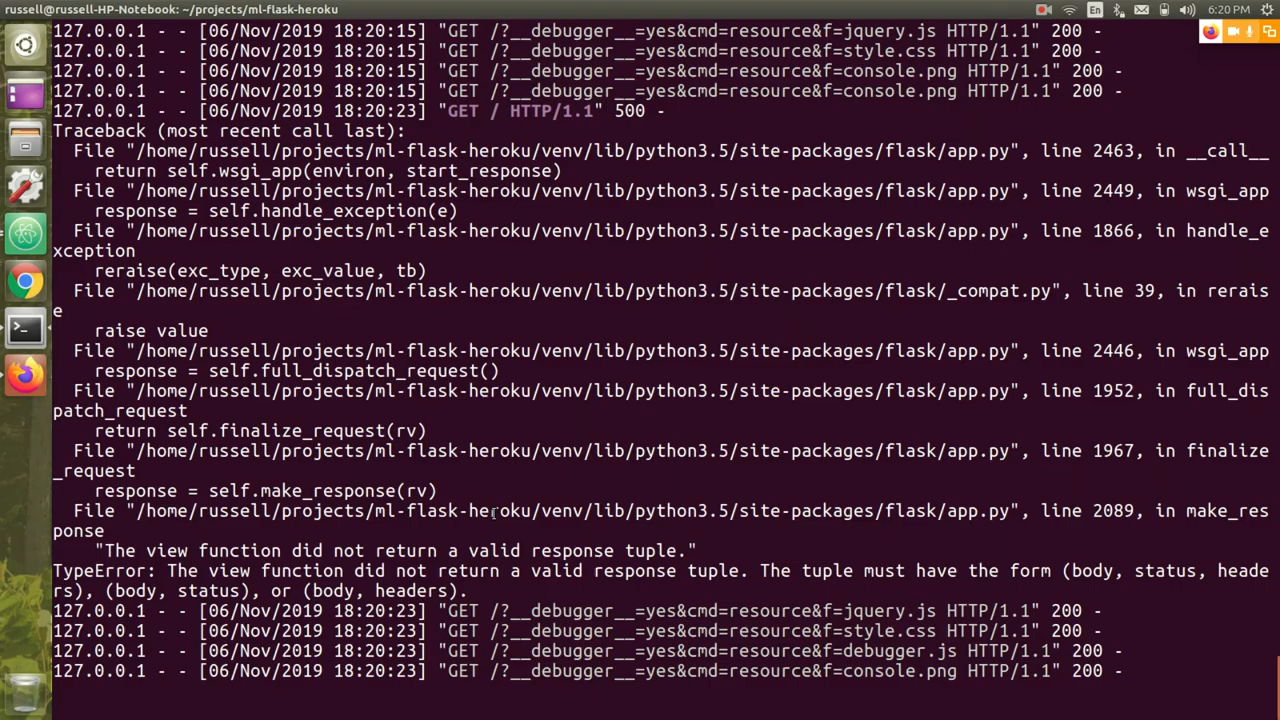 russell@russell-HP-Notebook: ~/projects/ml-flask-heroku
En
6:20 PM
127.0.0.1 - - [06/Nov/2019 18:20:15] "GET /?__debugger__=yes&cmd=resource&f=jquery.js HTTP/1.1" 200 -
127.0.0.1 - - [06/Nov/2019 18:20:15] "GET /?__debugger__=yes&cmd=resource&f=style.css HTTP/1.1" 200 -
127.0.0.1 - - [06/Nov/2019 18:20:15] "GET /?__debugger__=yes&cmd=resource&f=console.png HTTP/1.1" 200 -
127.0.0.1 - - [06/Nov/2019 18:20:15] "GET /?__debugger__=yes&cmd=resource&f=console.png HTTP/1.1" 200 -
127.0.0.1 - - [06/Nov/2019 18:20:23] "GET / HTTP/1.1" 500 -
Traceback (most recent call last):
  File "/home/russell/projects/ml-flask-heroku/venv/lib/python3.5/site-packages/flask/app.py", line 2463, in __call__
    return self.wsgi_app(environ, start_response)
  File "/home/russell/projects/ml-flask-heroku/venv/lib/python3.5/site-packages/flask/app.py", line 2449, in wsgi_app
    response = self.handle_exception(e)
  File "/home/russell/projects/ml-flask-heroku/venv/lib/python3.5/site-packages/flask/app.py", line 1866, in handle_e
xception
    reraise(exc_type, exc_value, tb)
  File "/home/russell/projects/ml-flask-heroku/venv/lib/python3.5/site-packages/flask/_compat.py", line 39, in rerais
e
    raise value
  File "/home/russell/projects/ml-flask-heroku/venv/lib/python3.5/site-packages/flask/app.py", line 2446, in wsgi_app
    response = self.full_dispatch_request()
  File "/home/russell/projects/ml-flask-heroku/venv/lib/python3.5/site-packages/flask/app.py", line 1952, in full_dis
patch_request
    return self.finalize_request(rv)
  File "/home/russell/projects/ml-flask-heroku/venv/lib/python3.5/site-packages/flask/app.py", line 1967, in finalize
_request
    response = self.make_response(rv)
  File "/home/russell/projects/ml-flask-heroku/venv/lib/python3.5/site-packages/flask/app.py", line 2089, in make_res
ponse
    "The view function did not return a valid response tuple."
TypeError: The view function did not return a valid response tuple. The tuple must have the form (body, status, heade
rs), (body, status), or (body, headers).
127.0.0.1 - - [06/Nov/2019 18:20:23] "GET /?__debugger__=yes&cmd=resource&f=jquery.js HTTP/1.1" 200 -
127.0.0.1 - - [06/Nov/2019 18:20:23] "GET /?__debugger__=yes&cmd=resource&f=style.css HTTP/1.1" 200 -
127.0.0.1 - - [06/Nov/2019 18:20:23] "GET /?__debugger__=yes&cmd=resource&f=debugger.js HTTP/1.1" 200 -
127.0.0.1 - - [06/Nov/2019 18:20:23] "GET /?__debugger__=yes&cmd=resource&f=console.png HTTP/1.1" 200 -